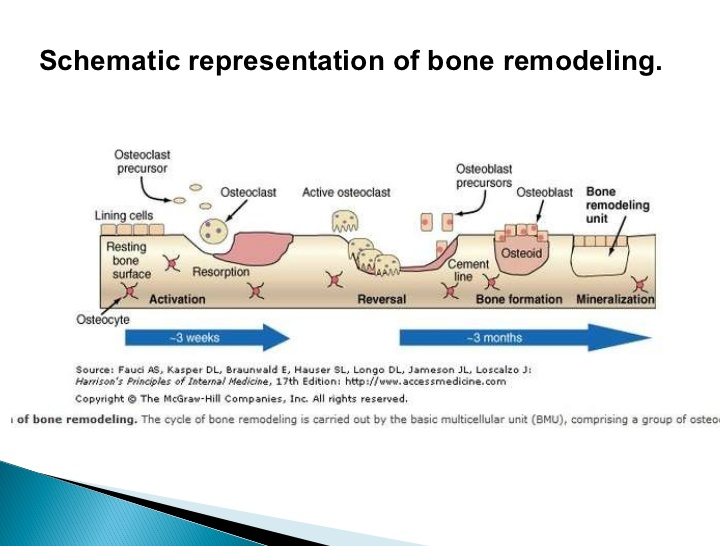 Schematic representation of bone remodeling.
Osteoclast
precursor
Osteoclast
Active osteoclast
Osteoblast
precursors
Osteoblast
Bone
remodeling
unit
Lining cells
Resting
bone
surface
Resorption
Cement
line
Osteoid
Activation
Reversal
Bone formation
Mineralization
Osteocyte
~3 weeks
~3 months
Source: Fauci AS, Kasper DL, Braunwald E, Hauser SL, Longo DL, Jameson JL, Loscalzo J:
Harrison's Principles of Internal Medicine, 17th Edition: http://www.accessmedicine.com
Copyright © The McGraw-Hill Companies, Inc. All rights reserved.
of bone remodeling. The cycle of bone remodeling is carried out by the basic multicellular unit (BMU), comprising a group of osteo